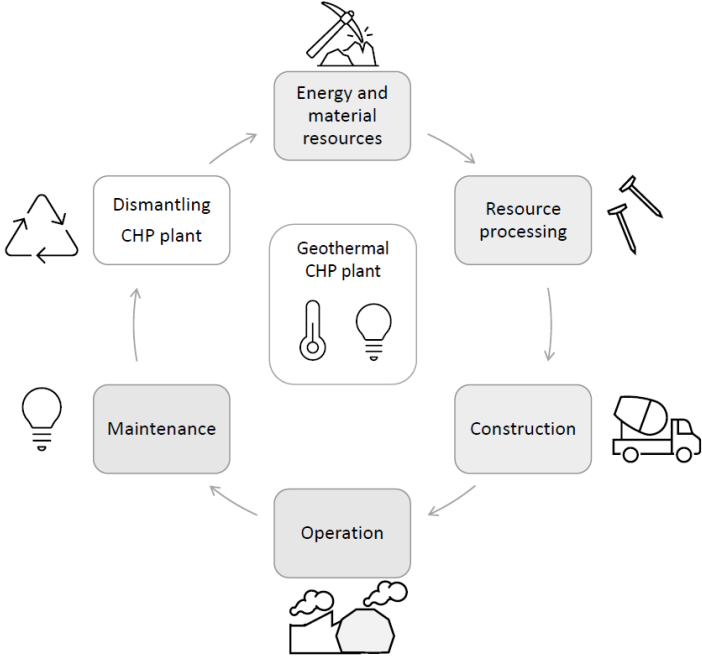 Energy and
material
resources
Resource
processing
Construction
Operation
Maintenance
Dismantling
CHP plant
Geothermal
CHP plant